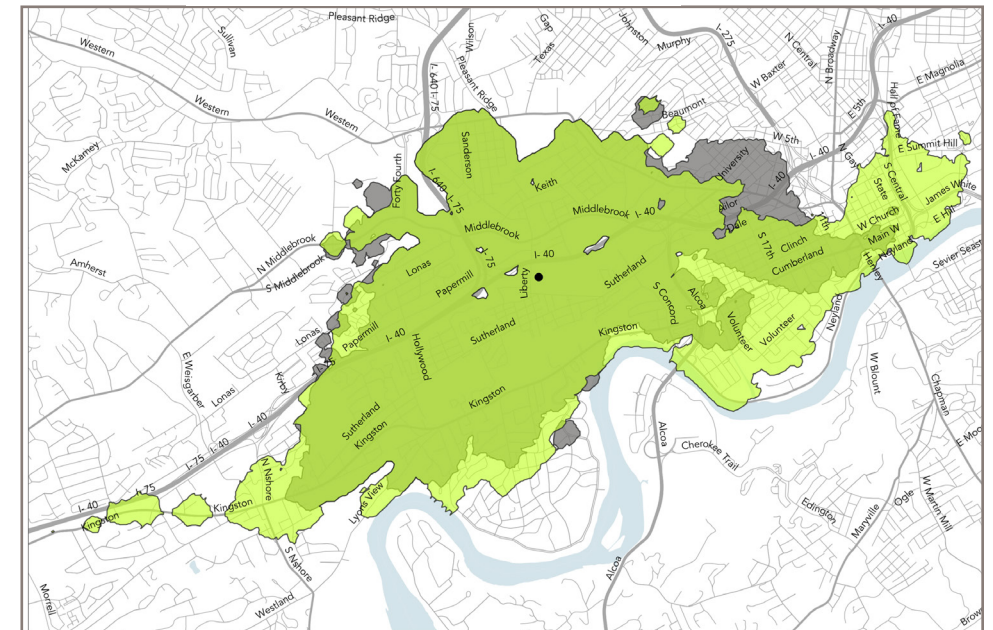 Pleasant Ridge
Sullivan
Western
Western
Western
McKamey
Amherst
I- 640 I- 75
Wilson
Pleasant Ridge
Gap
Texas
Johnston
Murphy
I- 275
W Baxter
N Central
N Broadway
I- 40
E Magnolia
E 5th
Hall of Fame
Beaumont
W 5th
I- 40
N Gay
E Summit Hill
S Central
State
James White
E Hill
W Church
Main W
Neyland
Henley
Sevier
University
I- 40
Dale
11th
S 17th
Clinch
Cumberland
Sanderson
Forty Fourth
I- 640
I- 75
Keith
Middlebrook
Middlebrook
I- 40
N Middlebrook
S Middlebrook
Lonas
Papermill
I- 75
I- 40
Liberty
Sutherland
S Concord
Alcoa
Volunteer
Volunteer
Neyland
Lonas
Papermill
I- 40
Hollywood
Sutherland
Kingston
Kingston
Sutherland
Kingston
E Weisgarber
Kirby
Lonas
I- 40
I- 40
I- 75
I- 75
I- 40
Kingston
Kingston
N Nshore
Lyons View
S Nshore
Westland
Morrell
Alcoa
Alcoa
Cherokee Trail
Edington
Maryville
Ogle
W Martin Mill
W Blount
Chapman